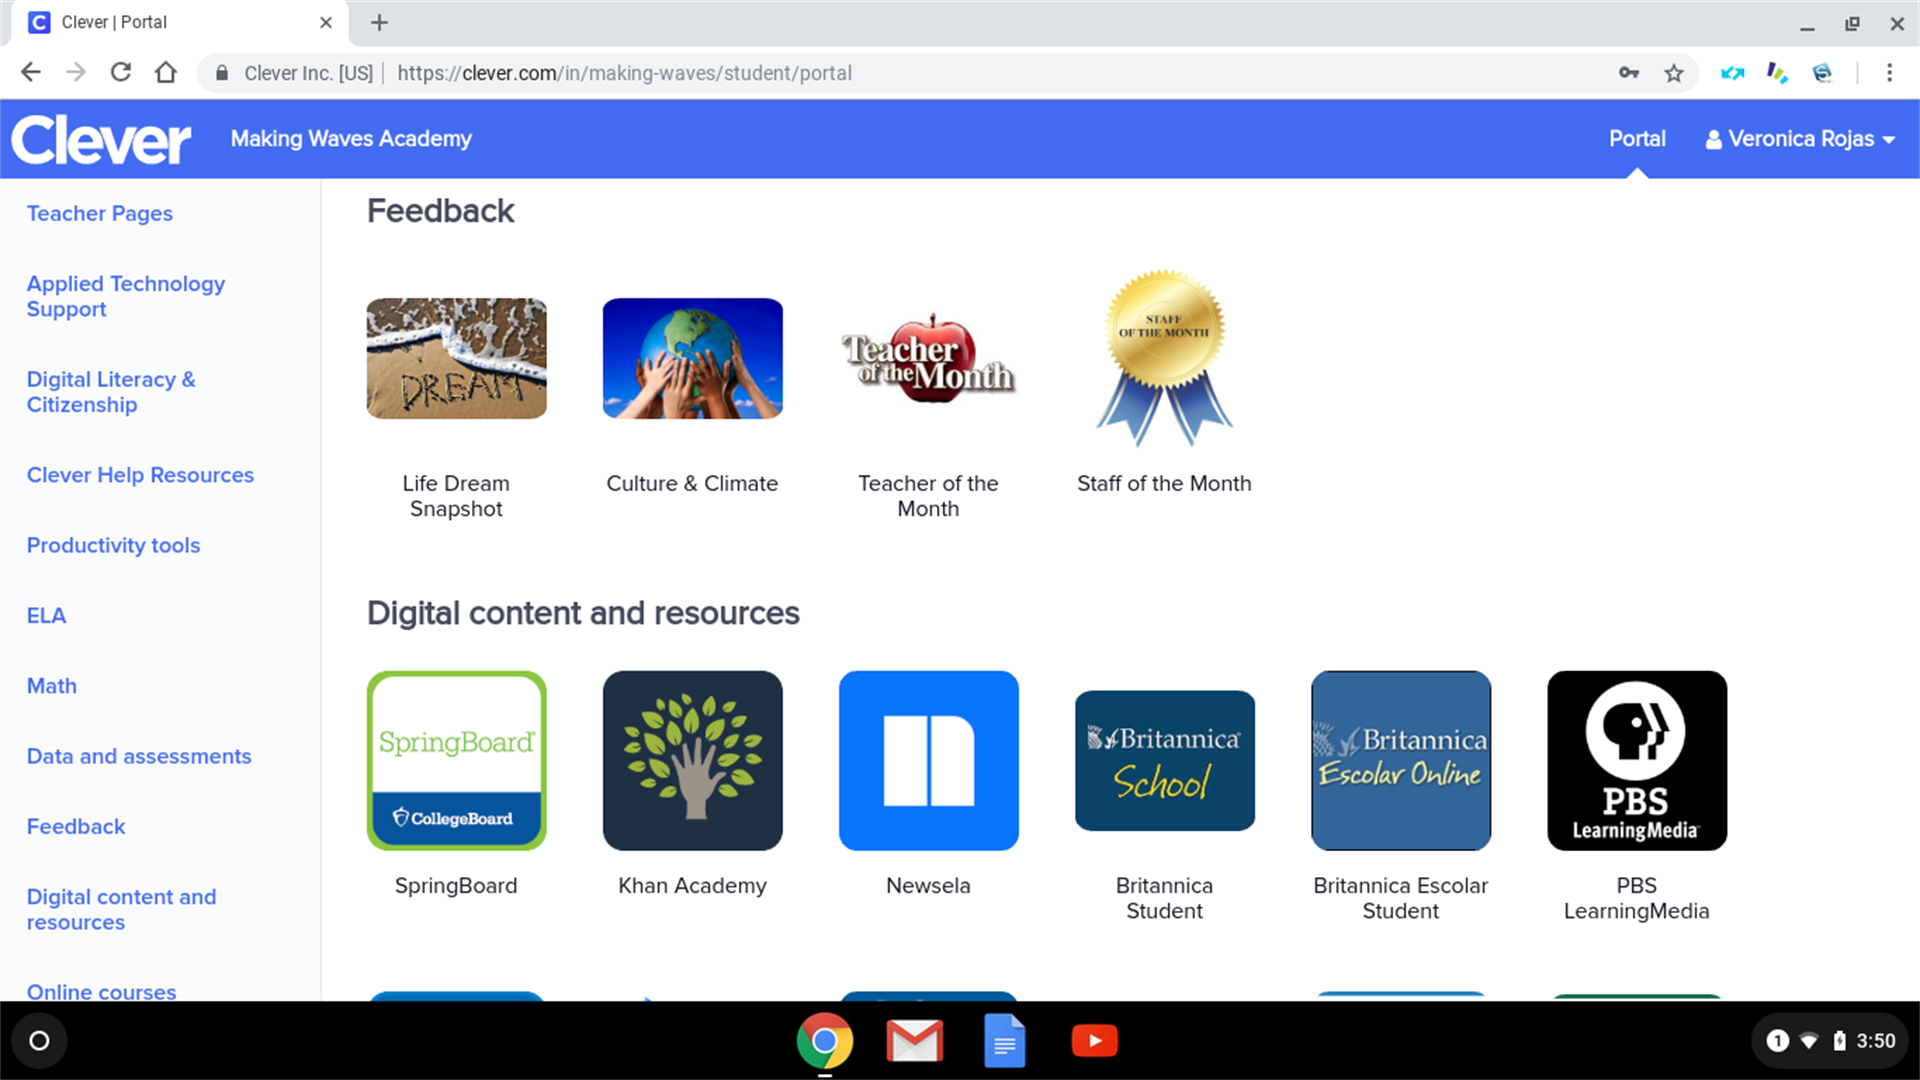 Clever | Portal
Clever Inc. [US]
https://clever.com/in/making-waves/student/portal
Clever
Making Waves Academy
Portal
Veronica Rojas
Teacher Pages
Applied Technology
Support
Digital Literacy &
Citizenship
Clever Help Resources
Productivity tools
ELA
Math
Data and assessments
Feedback
Digital content and
resources
Online courses
Feedback
DREAM
Teacher
of the Month
STAFF
OF THE MONTH
Life Dream
Snapshot
Culture & Climate
Teacher of the
Month
Staff of the Month
Digital content and resources
SpringBoard
CollegeBoard
Britannica
School
Britannica
Escolar Online
PBS
LearningMedia
SpringBoard
Khan Academy
Newsela
Britannica
Student
Britannica Escolar
Student
PBS
LearningMedia
1
3:50